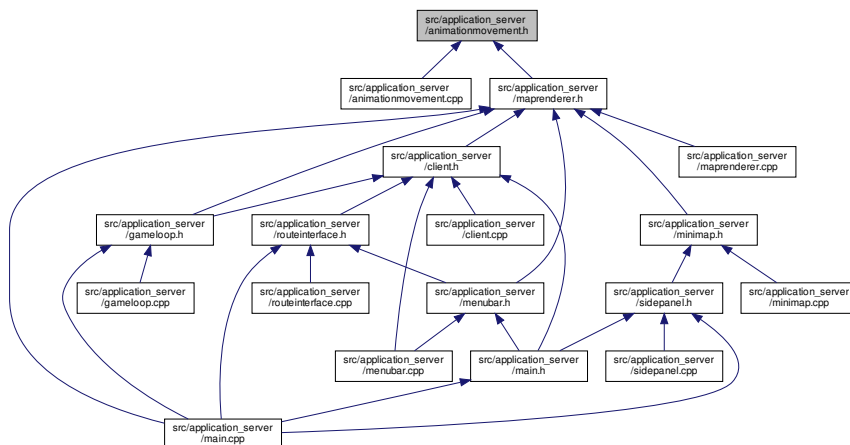 src/application_server
/animationmovement.h
src/application_server
/animationmovement.cpp
src/application_server
/maprenderer.h
src/application_server
/client.h
src/application_server
/maprenderer.cpp
src/application_server
/gameloop.h
src/application_server
/routeinterface.h
src/application_server
/client.cpp
src/application_server
/minimap.h
src/application_server
/gameloop.cpp
src/application_server
/routeinterface.cpp
src/application_server
/menubar.h
src/application_server
/sidepanel.h
src/application_server
/minimap.cpp
src/application_server
/menubar.cpp
src/application_server
/main.h
src/application_server
/sidepanel.cpp
src/application_server
/main.cpp